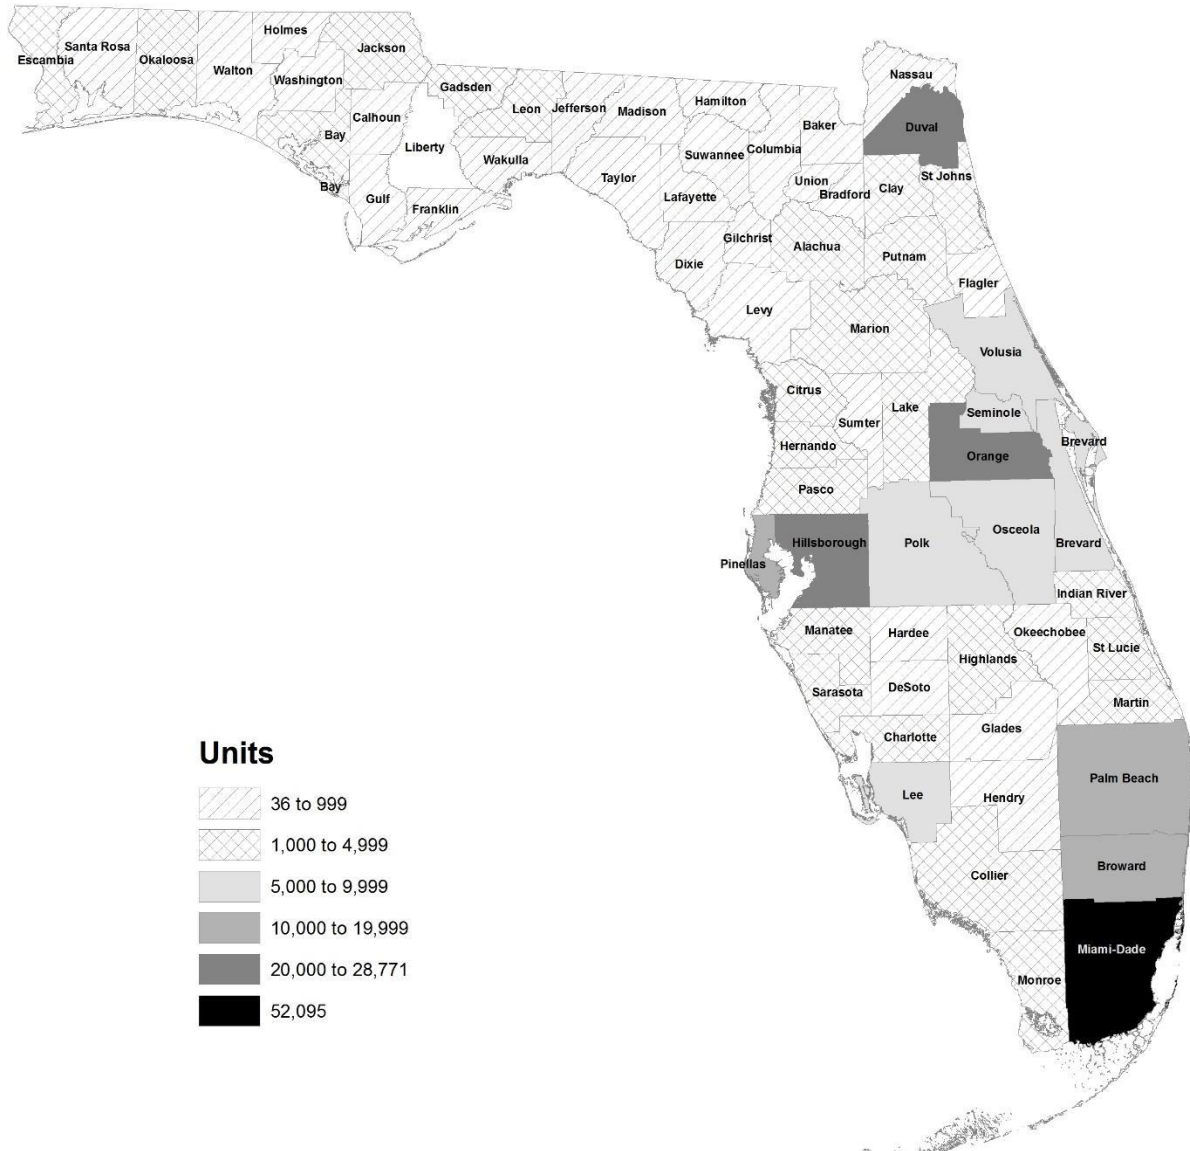 Holmes
Santa Rosa
Jackson
Escambia
Okaloosa
Walton
Washington
Nassau
Gadsden
Hamilton
Leon
Jefferson
Madison
Calhoun
Baker
Duval
Bay
Liberty
Columbia
Suwannee
Wakulla
St Johns
Taylor
Union
Bay
Lafayette
Bradford
Clay
Gulf
Franklin
Gilchrist
Alachua
Putnam
Dixie
Flagler
Levy
Marion
Volusia
Citrus
Lake
Seminole
Sumter
Brevard
Hernando
Orange
Pasco
Osceola
Hillsborough
Polk
Brevard
Pinellas
Indian River
Manatee
Hardee
Okeechobee
St Lucie
Highlands
DeSoto
Sarasota
Martin
Glades
Charlotte
Palm Beach
Lee
Hendry
Broward
Collier
Miami-Dade
Monroe
Units
36 to 999
1,000 to 4,999
5,000 to 9,999
10,000 to 19,999
20,000 to 28,771
52,095